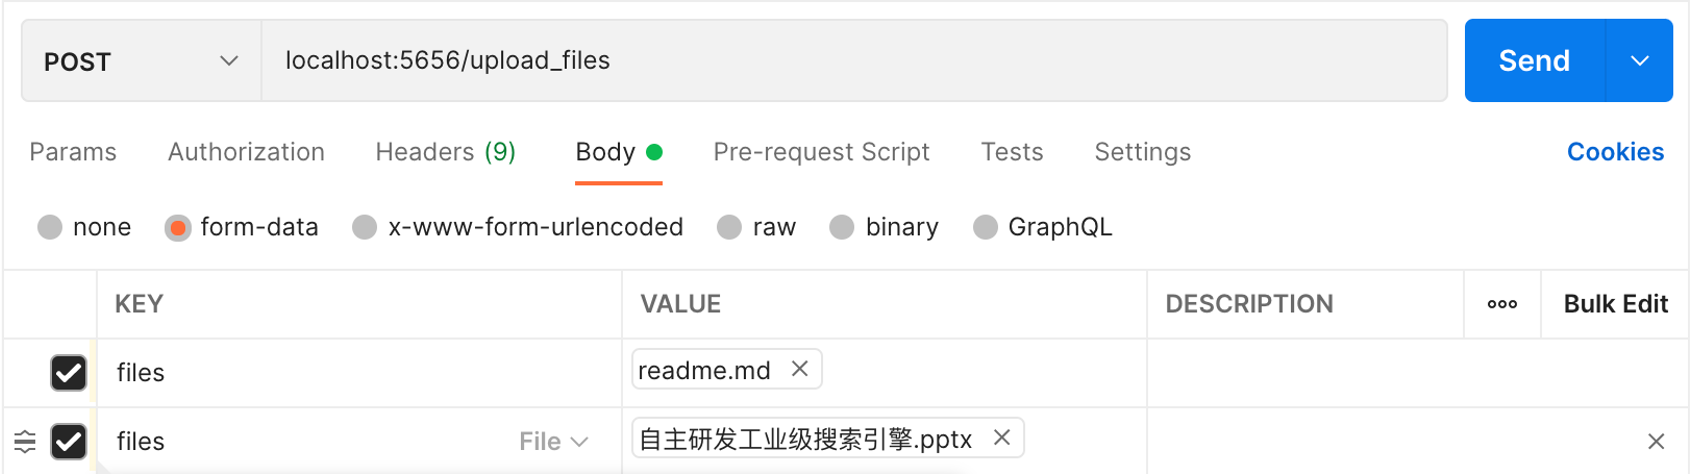 POST localhost:5656/upload_files Send
Params Authorization Headers (9) Body Pre-request Script Tests Settings Cookies
none form-data x-www-form-urlencoded raw binary GraphQL
KEY VALUE DESCRIPTION Bulk Edit
files readme.md
files File 自主研发工业级搜索引擎.pptx